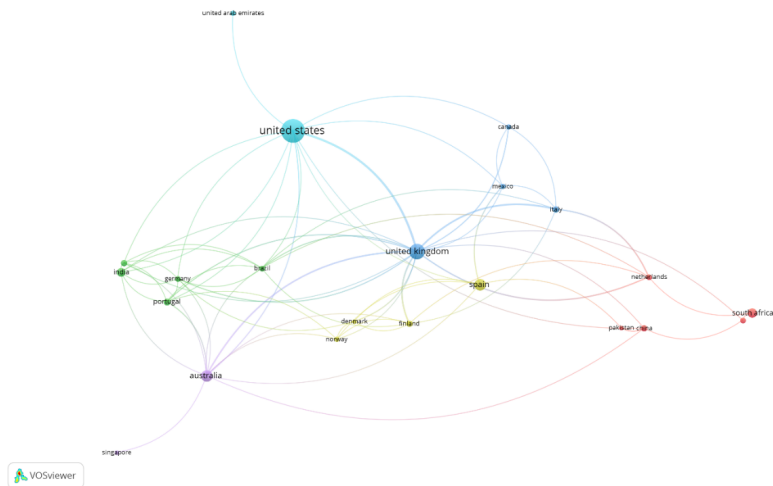 united arab emirates
united states
canada
mexico
italy
united kingdom
india
germany
brazil
spain
netherlands
portugal
denmark
finland
norway
south africa
pakistan
china
australia
singapore
VOSviewer